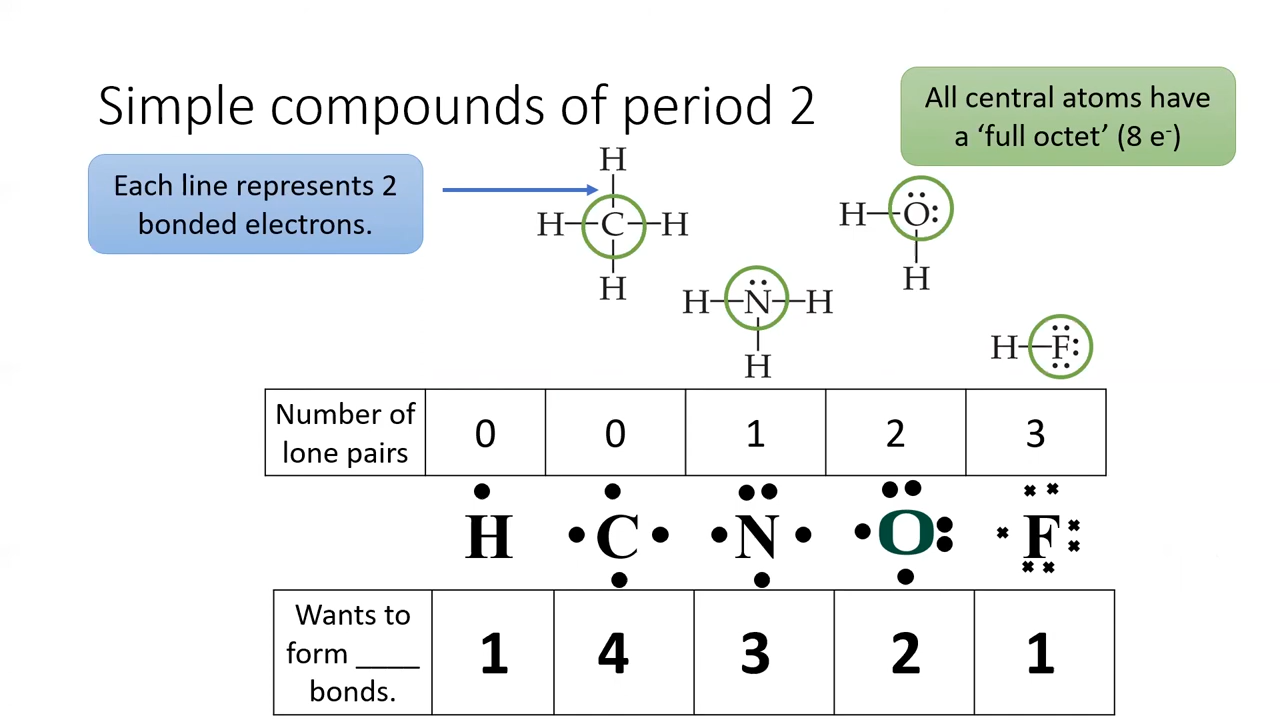 Simple compounds of period 2
All central atoms have
a ‘full octet’ (8 e-)
Each line represents 2
bonded electrons.
H
H C H
H
H O
H
H N H
H
H F
Number of
lone pairs
0 0 1 2 3
H C N O F
Wants to
form ____
bonds.
1 4 3 2 1